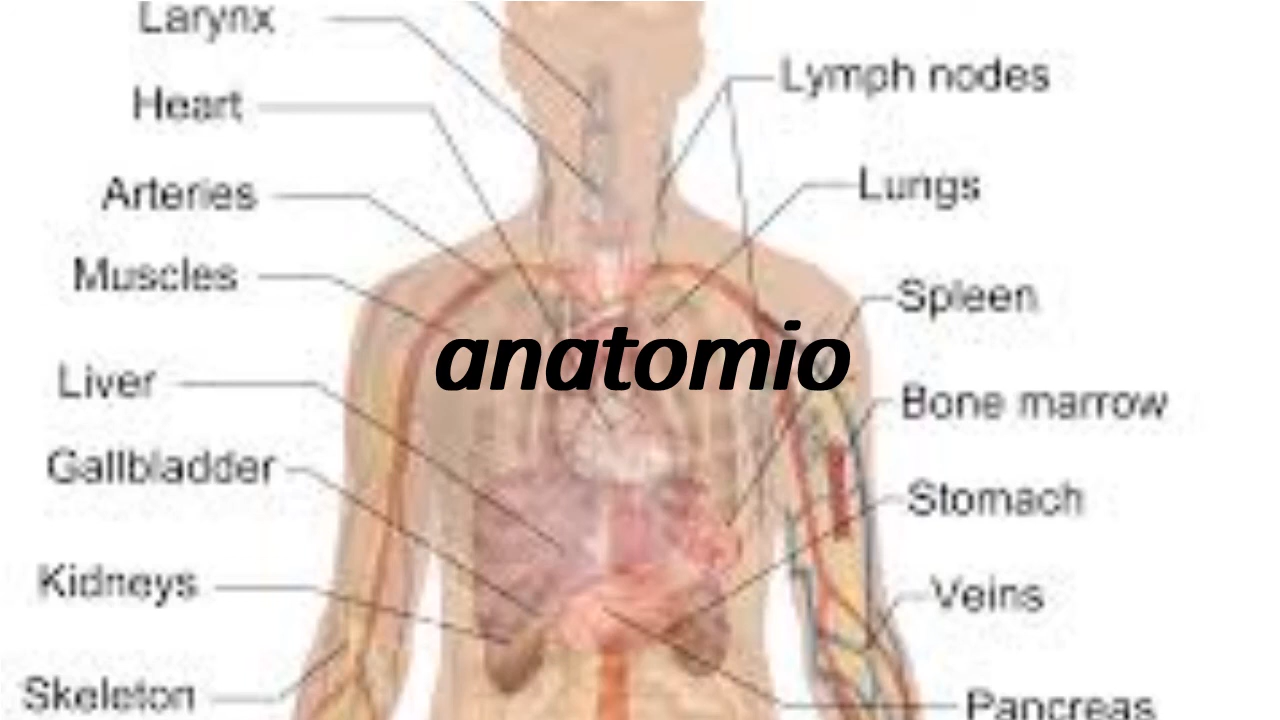 Larynx
Heart
Arteries
Muscles
Liver
Gallbladder
Kidneys
Skeleton
anatomio
Lymph nodes
Lungs
Spleen
Bone marrow
Stomach
Veins
Pancreas